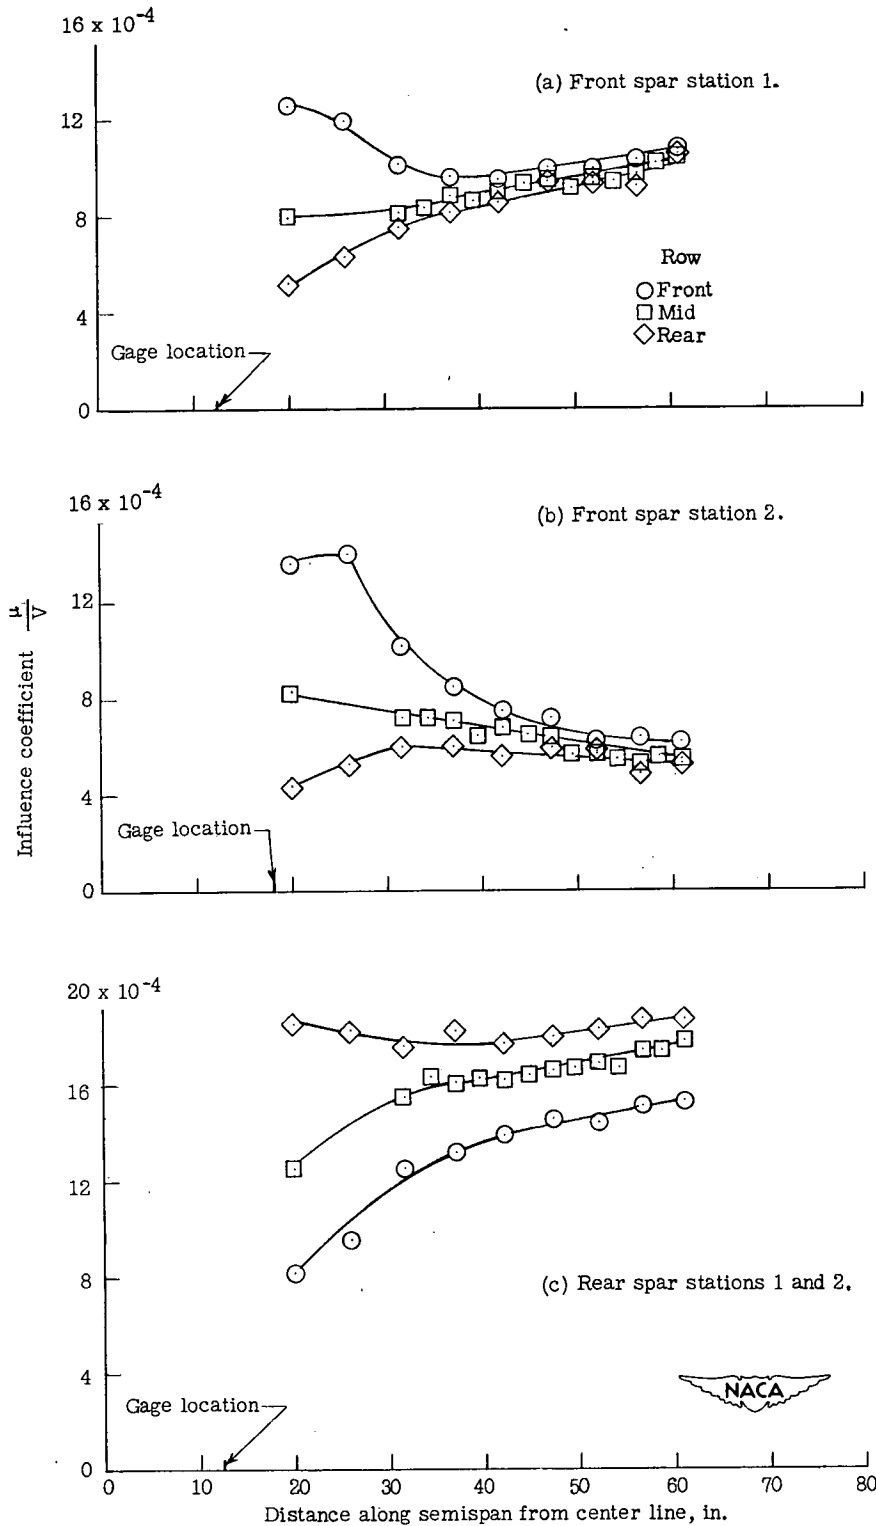 16 x 10^-4
(a) Front spar station 1.
12
8
Row
Front
Mid
Rear
4
Gage location
0
16 x 10^-4
(b) Front spar station 2.
12
8
4
Gage location
0
Influence coefficient μ/V
20 x 10^-4
16
12
8
(c) Rear spar stations 1 and 2.
4
NACA
Gage location
0
0 10 20 30 40 50 60 70 80
Distance along semispan from center line, in.